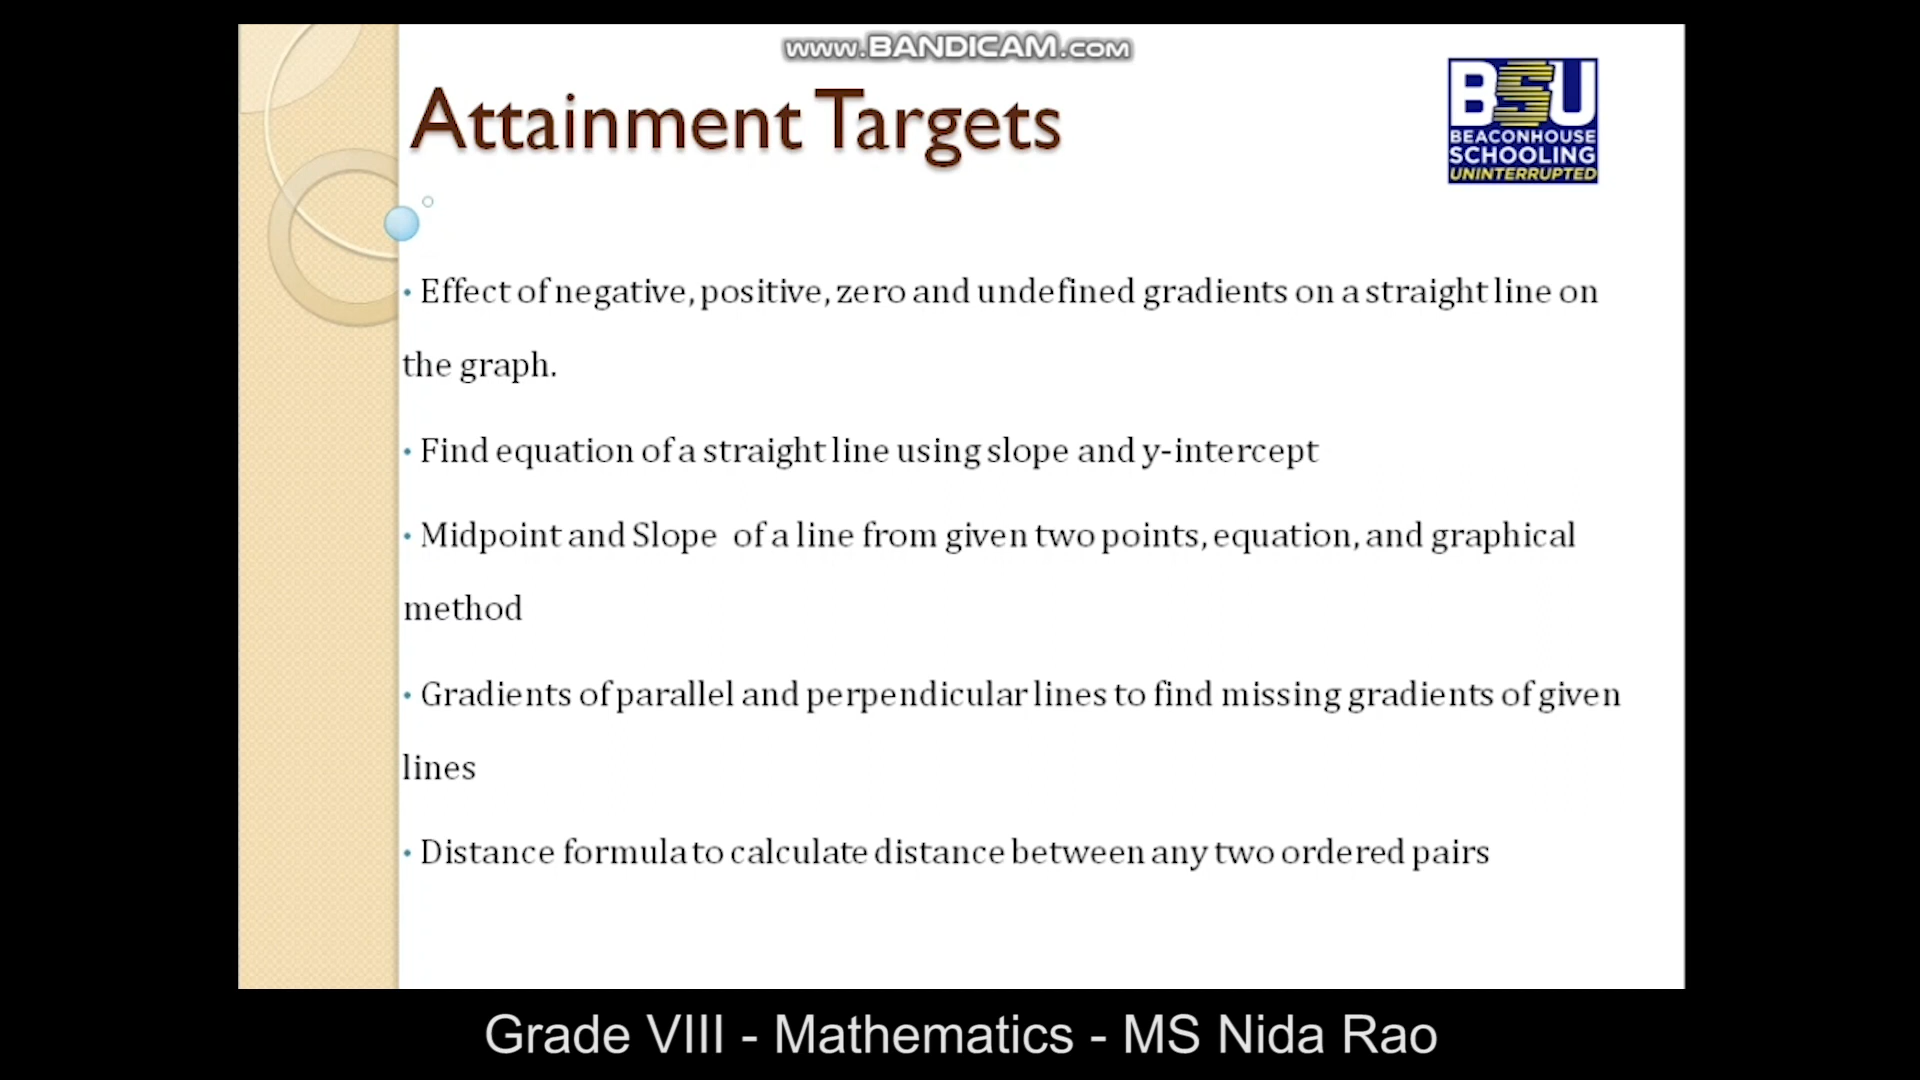 www.BANDICAM.com
Attainment Targets
BSU
BEACONHOUSE
SCHOOLING
UNINTERRUPTED
• Effect of negative, positive, zero and undefined gradients on a straight line on
the graph.
• Find equation of a straight line using slope and y-intercept
• Midpoint and Slope of a line from given two points, equation, and graphical
method
• Gradients of parallel and perpendicular lines to find missing gradients of given
lines
• Distance formula to calculate distance between any two ordered pairs
Grade VIII - Mathematics - MS Nida Rao